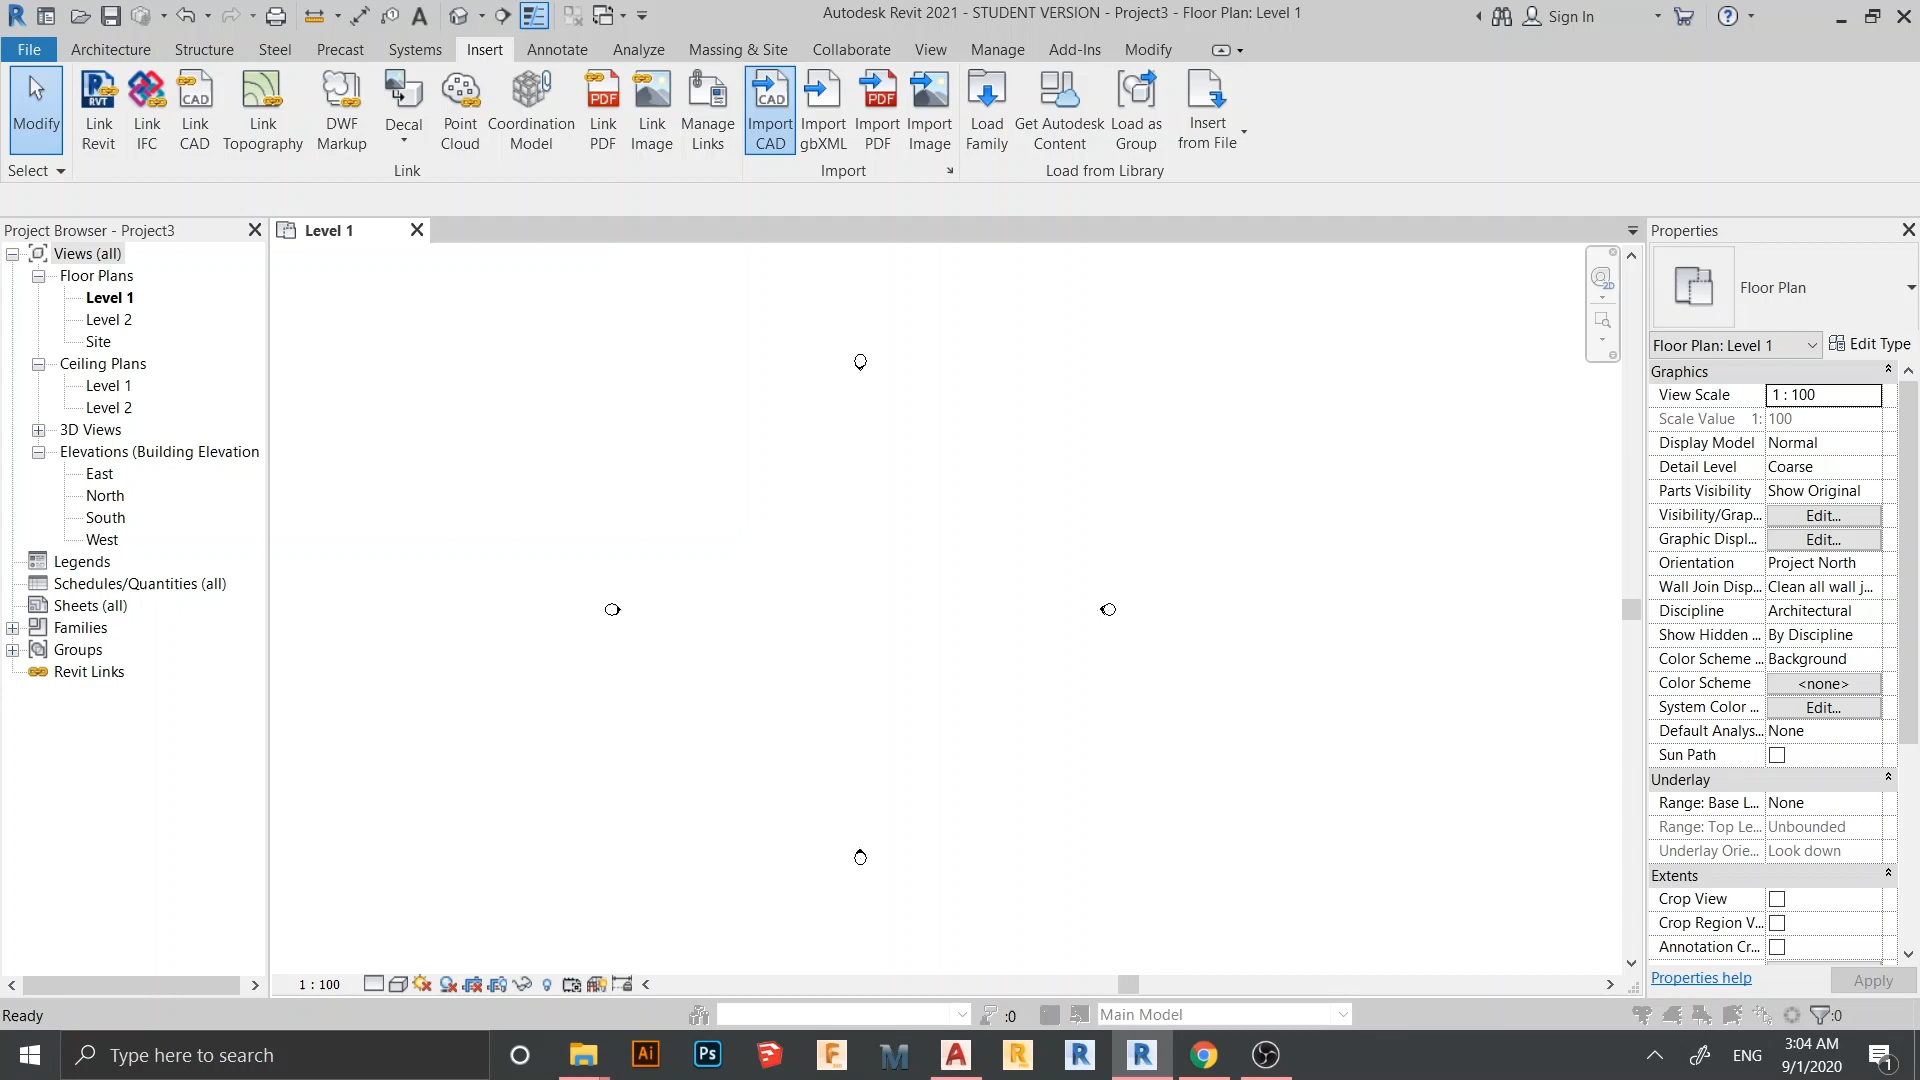 Autodesk Revit 2021 - STUDENT VERSION - Project3 - Floor Plan: Level 1
Sign In
File Architecture Structure Steel Precast Systems Insert Annotate Analyze Massing & Site Collaborate View Manage Add-Ins Modify
Modify
Link Revit
Link IFC
Link CAD
Link Topography
DWF Markup
Decal
Point Cloud
Coordination Model
Link PDF
Link Image
Manage Links
Import CAD
Import gbXML
Import PDF
Import Image
Load Family
Get Autodesk Content
Load as Group
Insert from File
Select
Link
Import
Load from Library
Project Browser - Project3
Views (all)
Floor Plans
Level 1
Level 2
Site
Ceiling Plans
Level 1
Level 2
3D Views
Elevations (Building Elevation
East
North
South
West
Legends
Schedules/Quantities (all)
Sheets (all)
Families
Groups
Revit Links
Level 1
Properties
Floor Plan
Floor Plan: Level 1
Edit Type
Graphics
View Scale 1 : 100
Scale Value 1: 100
Display Model Normal
Detail Level Coarse
Parts Visibility Show Original
Visibility/Grap... Edit...
Graphic Displ... Edit...
Orientation Project North
Wall Join Disp... Clean all wall j...
Discipline Architectural
Show Hidden ... By Discipline
Color Scheme ... Background
Color Scheme <none>
System Color ... Edit...
Default Analys... None
Sun Path
Underlay
Range: Base L... None
Range: Top Le... Unbounded
Underlay Orie... Look down
Extents
Crop View
Crop Region V...
Annotation Cr...
Properties help
Apply
1 : 100
Ready
:0
Main Model
:0
Type here to search
ENG
3:04 AM
9/1/2020
1